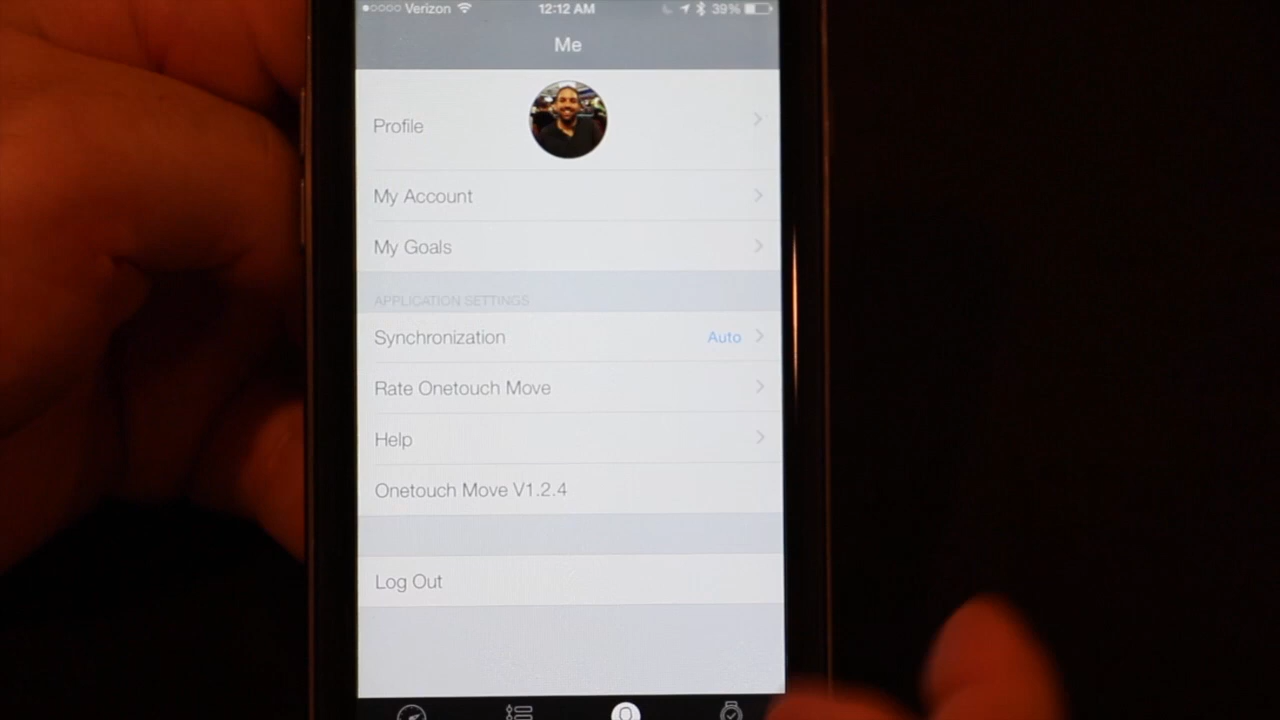 Verizon 12:12 AM 39%
Me
Profile
My Account
My Goals
APPLICATION SETTINGS
Synchronization Auto
Rate Onetouch Move
Help
Onetouch Move V1.2.4
Log Out